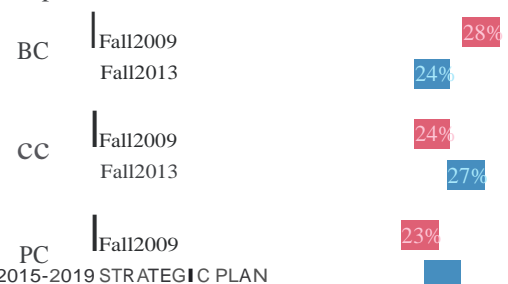 BC Fall2009 28%
Fall2013 24%
CC Fall2009 24%
Fall2013 27%
PC Fall2009 23%
2015-2019 STRATEGIC PLAN